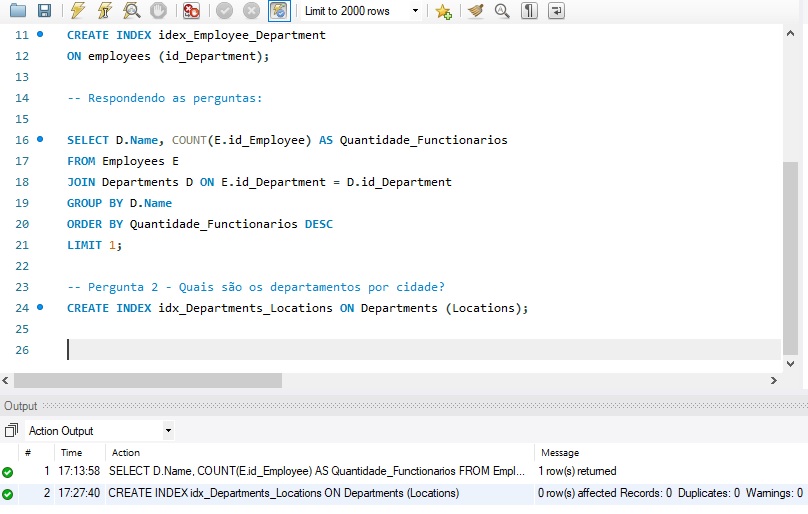 Limit to 2000 rows
11 CREATE INDEX idex_Employee_Department
12 ON employees (id_Department);
13
14 -- Respondendo as perguntas:
15
16 SELECT D.Name, COUNT(E.id_Employee) AS Quantidade_Functionarios
17 FROM Employees E
18 JOIN Departments D ON E.id_Department = D.id_Department
19 GROUP BY D.Name
20 ORDER BY Quantidade_Functionarios DESC
21 LIMIT 1;
22
23 -- Pergunta 2 - Quais são os departamentos por cidade?
24 CREATE INDEX idx_Departments_Locations ON Departments (Locations);
25
26
Output
Action Output
# Time Action Message
1 17:13:58 SELECT D.Name, COUNT(E.id_Employee) AS Quantidade_Functionarios FROM Empl... 1 row(s) returned
2 17:27:40 CREATE INDEX idx_Departments_Locations ON Departments (Locations) 0 row(s) affected Records: 0 Duplicates: 0 Warnings: 0